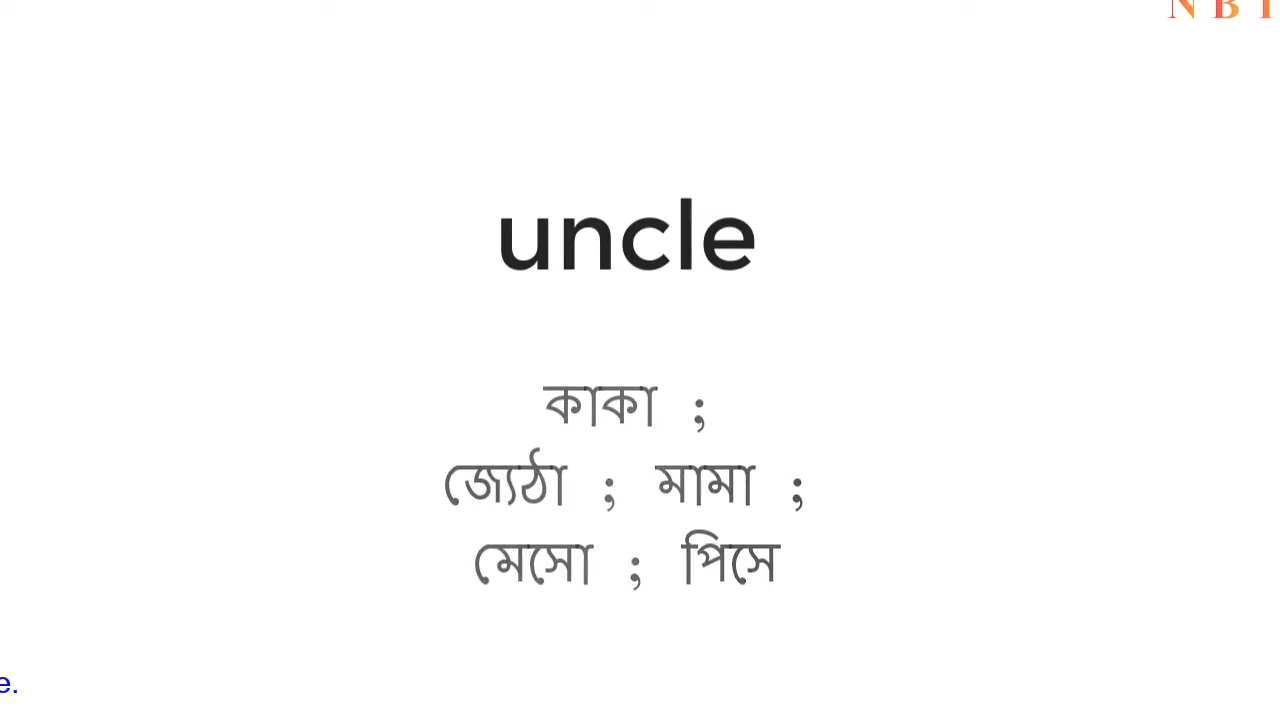 N B T
uncle
কাকা ;
জ্যেঠা ; মামা ;
মেসো ; পিসে
e.